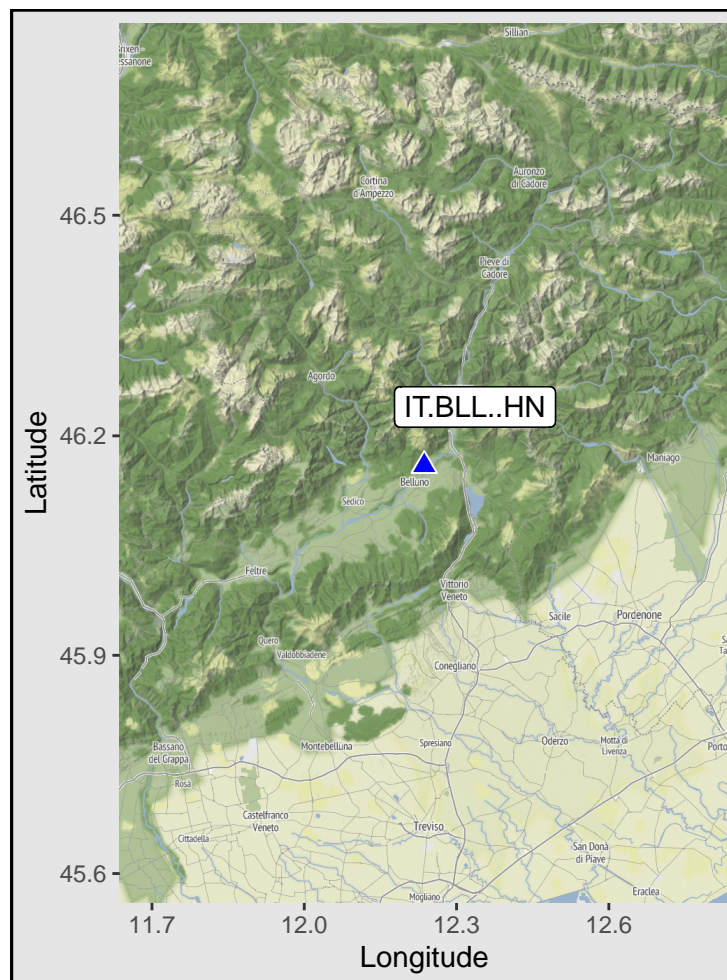 Sillian
Brixen -
essanone
Cortina
d'Ampezzo
Auronzo
di Cadore
46.5
Pieve di
Cadore
Agordo
IT.BLL..HN
46.2
Maniago
Belluno
Sedico
Latitude
Feltre
Vittorio
Veneto
Sacile
Pordenone
Quero
Valdobbiadene
45.9
Conegliano
Bassano
del Grappa
Montebelluna
Spresiano
Oderzo
Motta di
Livenza
Porto
Rosà
Castelfranco
Veneto
Treviso
Cittadella
San Donà
di Piave
45.6
Mogliano
Eraclea
11.7
12.0
12.3
12.6
Longitude